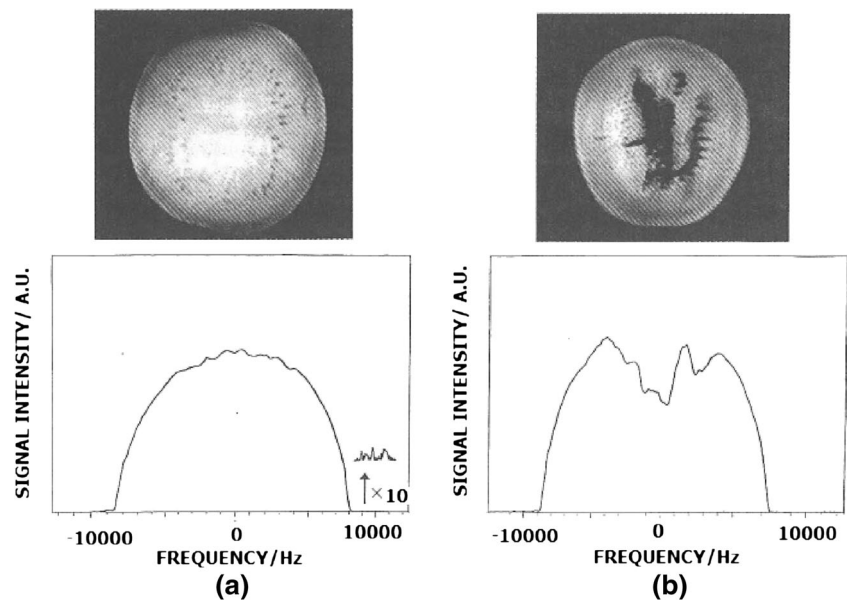 SIGNAL INTENSITY/ A.U.
×10
-10000
0
10000
FREQUENCY/Hz
(a)
SIGNAL INTENSITY/ A.U.
-10000
0
10000
FREQUENCY/Hz
(b)